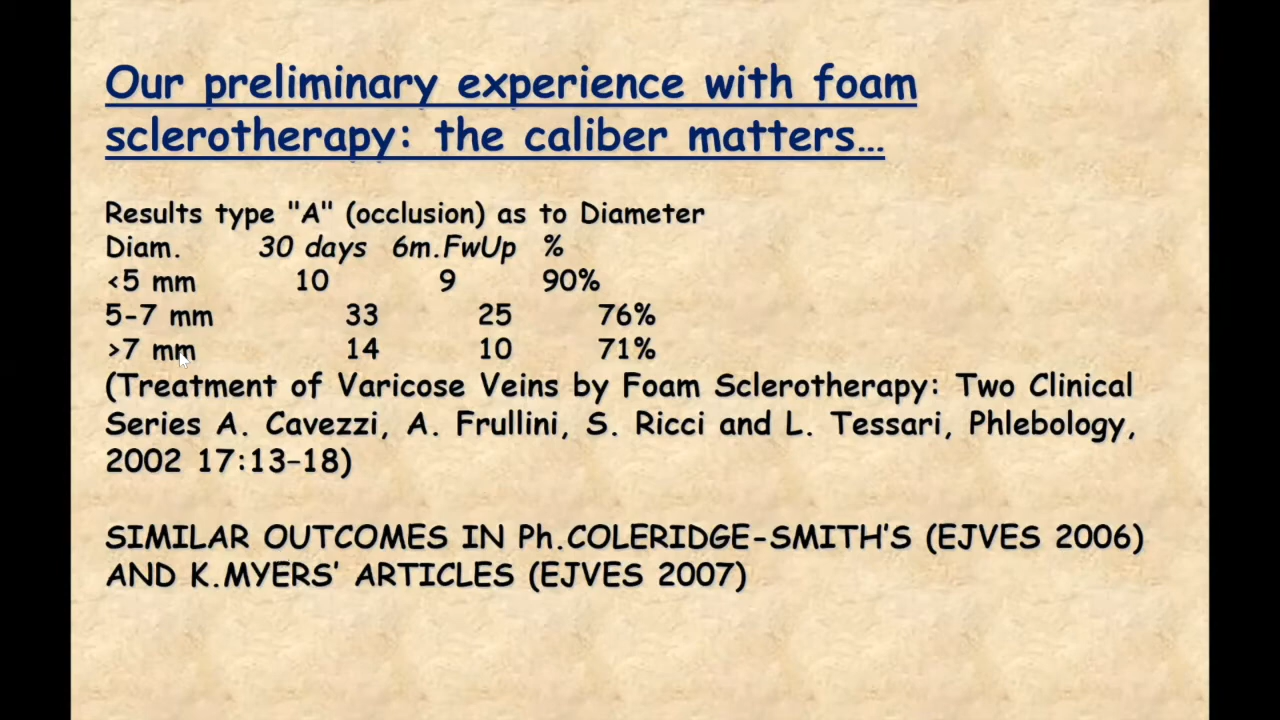 Our preliminary experience with foam
sclerotherapy: the caliber matters…
Results type "A" (occlusion) as to Diameter
Diam. 30 days 6m.FwUp %
<5 mm 10 9 90%
5-7 mm 33 25 76%
>7 mm 14 10 71%
(Treatment of Varicose Veins by Foam Sclerotherapy: Two Clinical
Series A. Cavezzi, A. Frullini, S. Ricci and L. Tessari, Phlebology,
2002 17:13–18)
SIMILAR OUTCOMES IN Ph.COLERIDGE-SMITH’S (EJVES 2006)
AND K.MYERS’ ARTICLES (EJVES 2007)